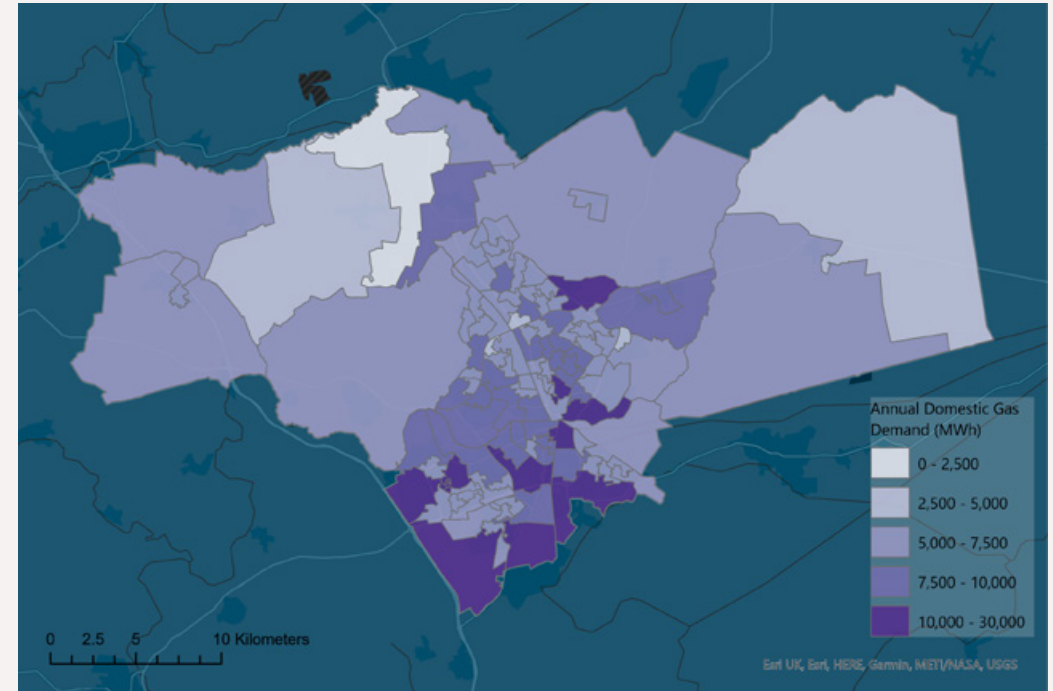 Annual Domestic Gas
Demand (MWh)
0 - 2,500
2,500 - 5,000
5,000 - 7,500
7,500 - 10,000
10,000 - 30,000
0 2.5 5 10 Kilometers
Esri UK, Esri, HERE, Garmin, METI/NASA, USGS